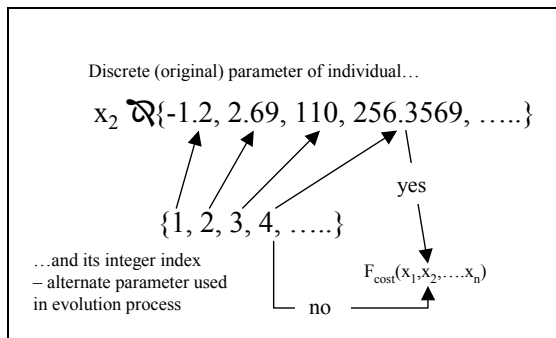 Discrete (original) parameter of individual…
x₂ {-1.2, 2.69, 110, 256.3569, …..}
yes
{1, 2, 3, 4, …..}
…and its integer index
– alternate parameter used
in evolution process
F_cost(x₁,x₂,….xₙ)
no